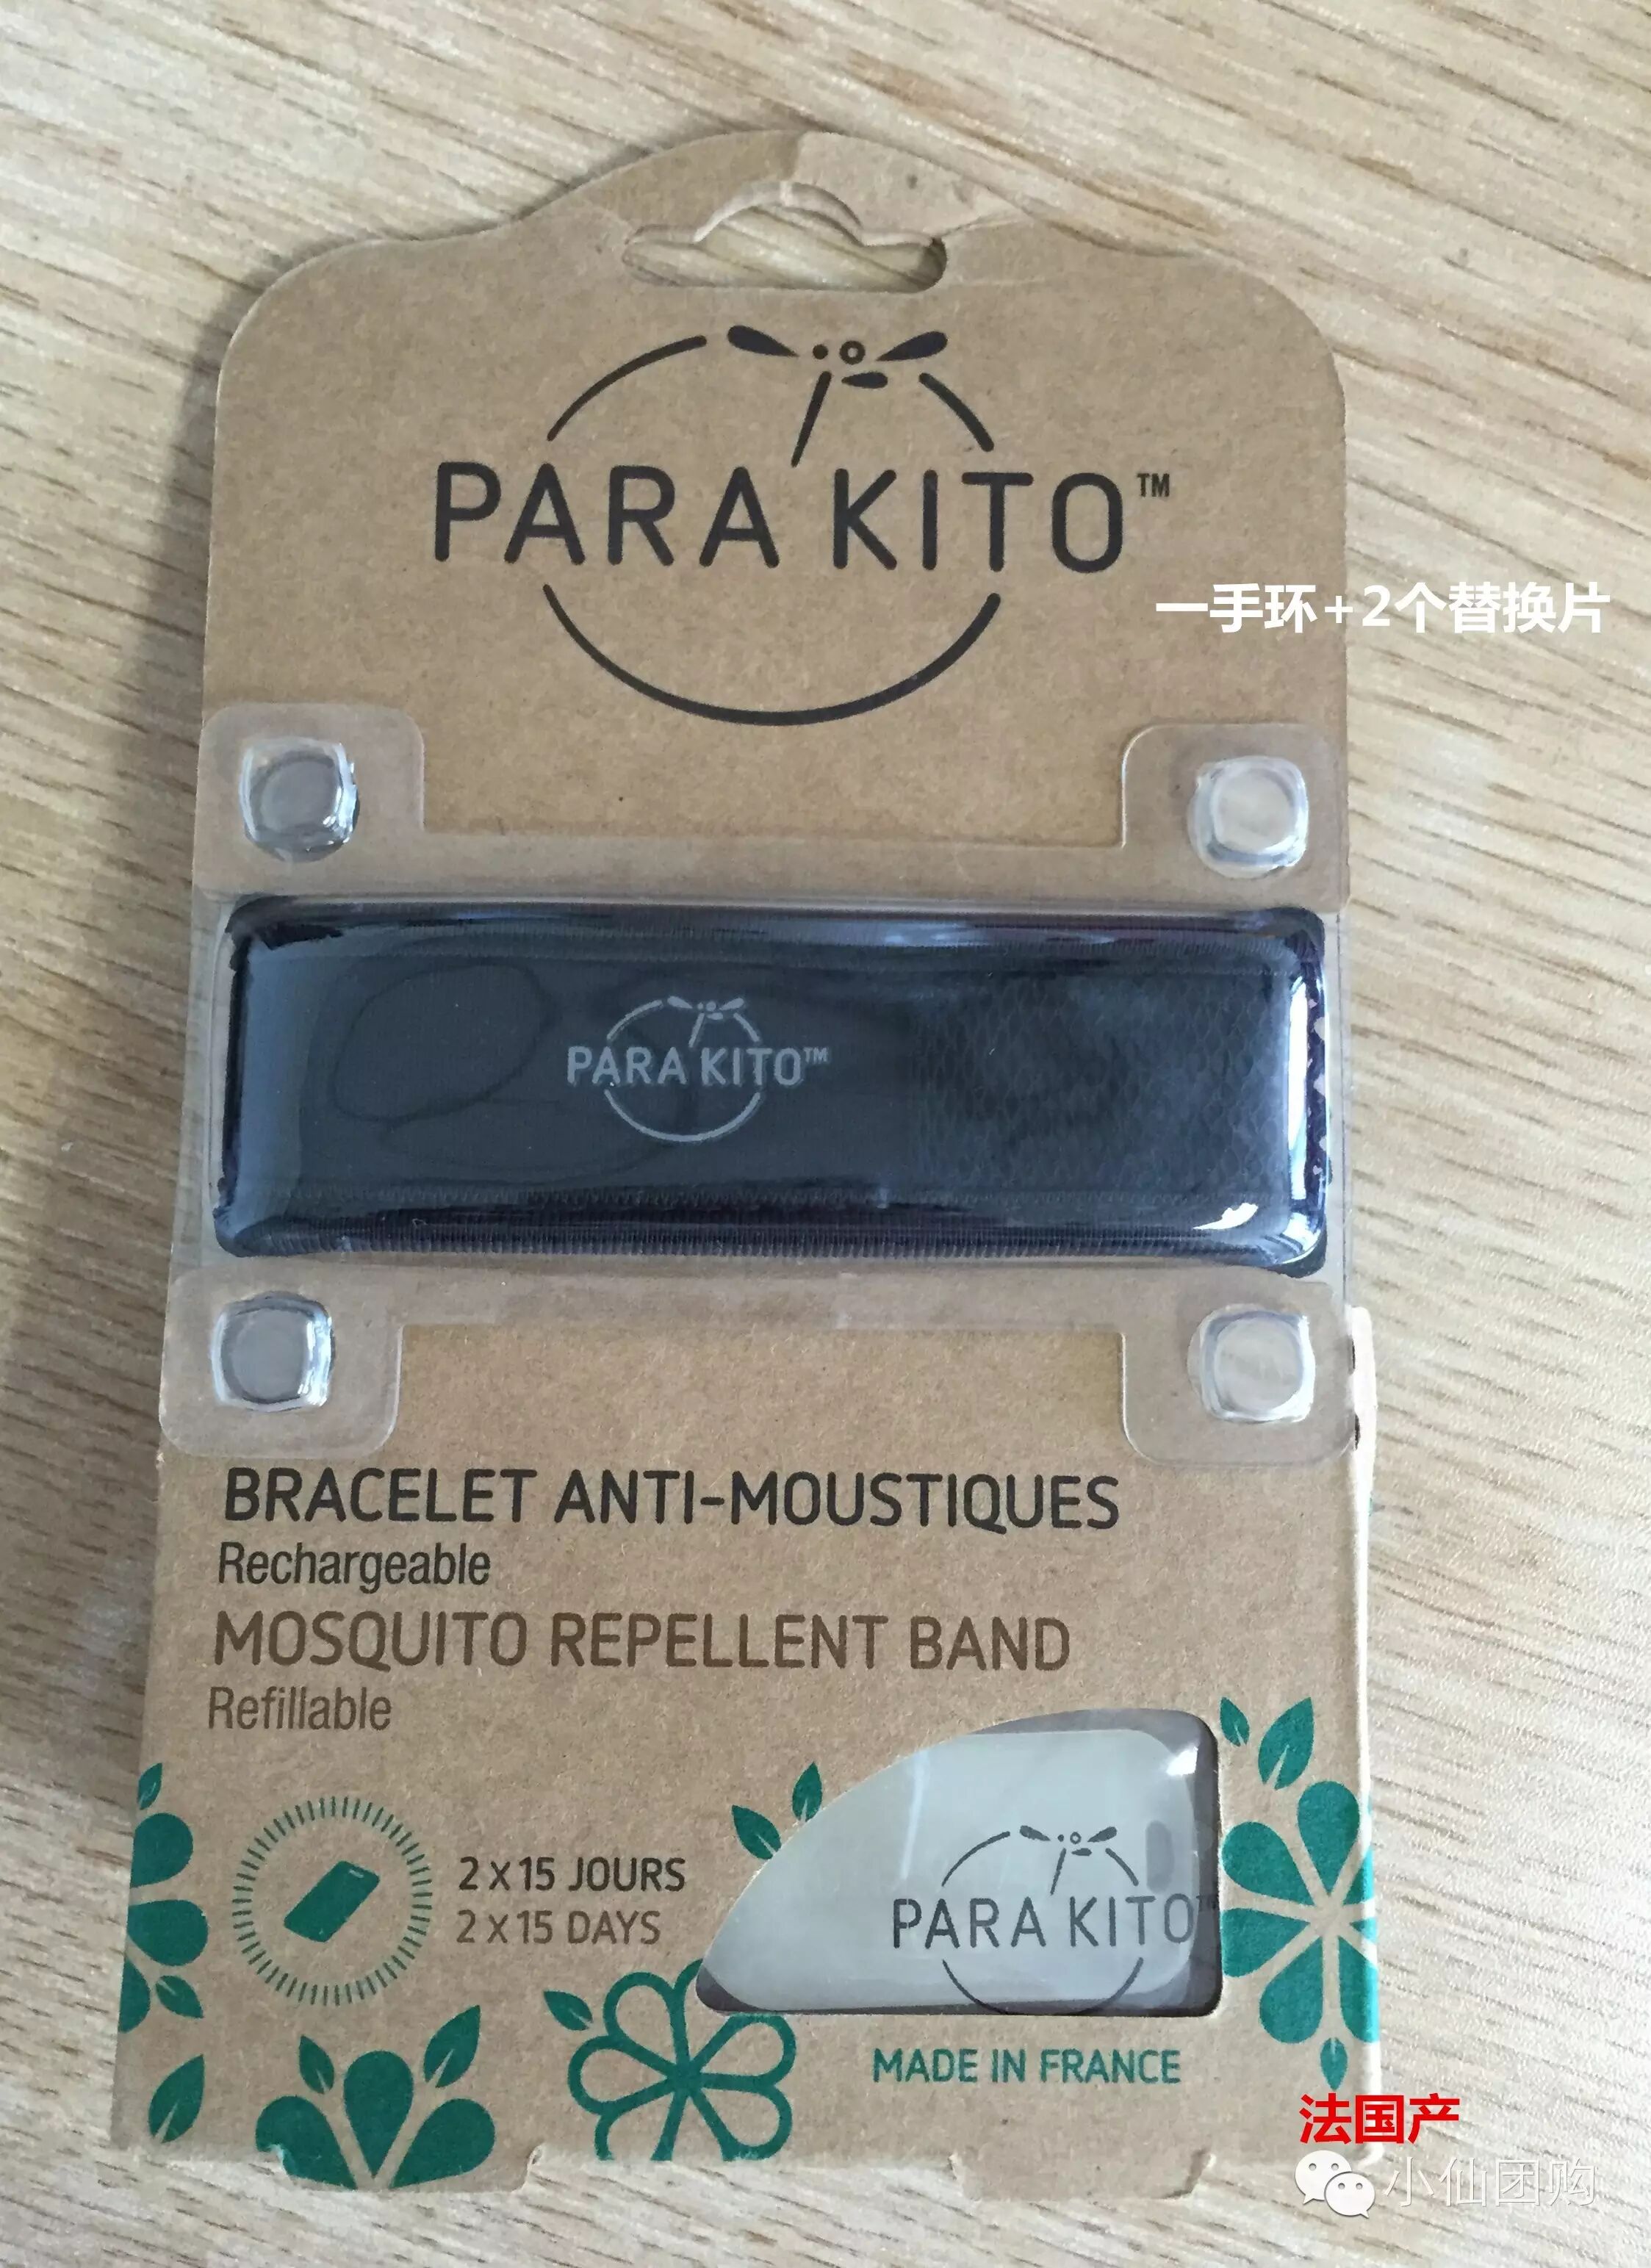 PARA KITO™
一手环+2个替换片
PARA KITO™
BRACELET ANTI-MOUSTIQUES
Rechargeable
MOSQUITO REPELLENT BAND
Refillable
2 x 15 JOURS
2 x 15 DAYS
PARA KITO™
MADE IN FRANCE
法国产
小仙团购